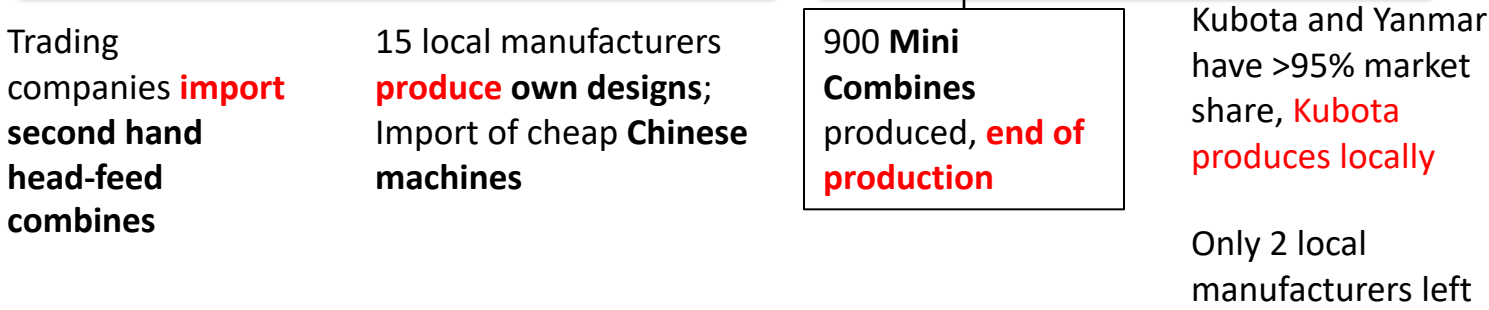 Trading
companies import
second hand
head-feed
combines
15 local manufacturers
produce own designs;
Import of cheap Chinese
machines
900 Mini
Combines
produced, end of
production
Kubota and Yanmar
have >95% market
share, Kubota
produces locally
Only 2 local
manufacturers left